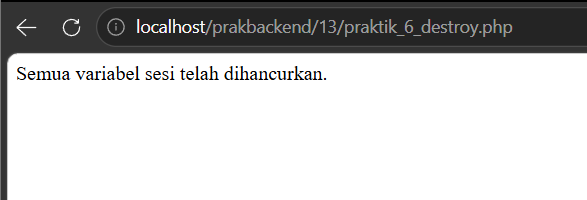 localhost/prakbackend/13/praktik_6_destroy.php
Semua variabel sesi telah dihancurkan.